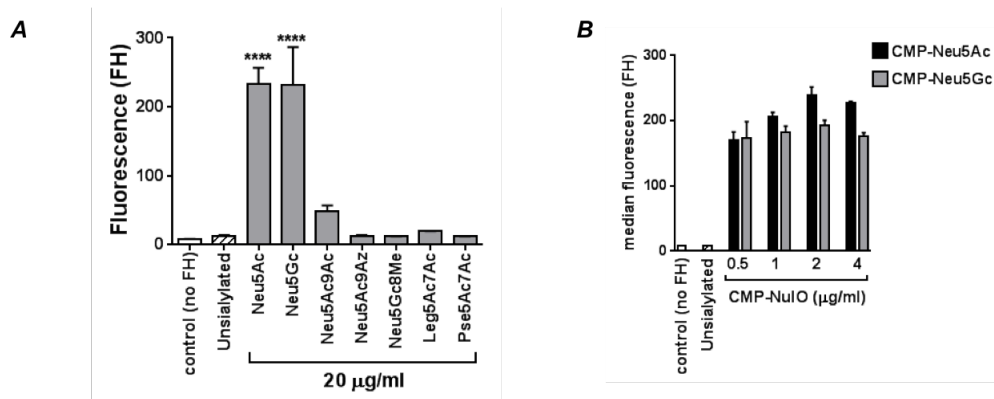 A
Fluorescence (FH)
300
200
100
0
****
****
control (no FH)
Unsialylated
Neu5Ac
Neu5Gc
Neu5Ac9Ac
Neu5Ac9Az
Neu5Gc8Me
Leg5Ac7Ac
Pse5Ac7Ac
20 μg/ml
B
CMP-Neu5Ac
CMP-Neu5Gc
median fluorescence (FH)
300
200
100
0
control (no FH)
Unsialylated
0.5 1 2 4
CMP-NulO (μg/ml)